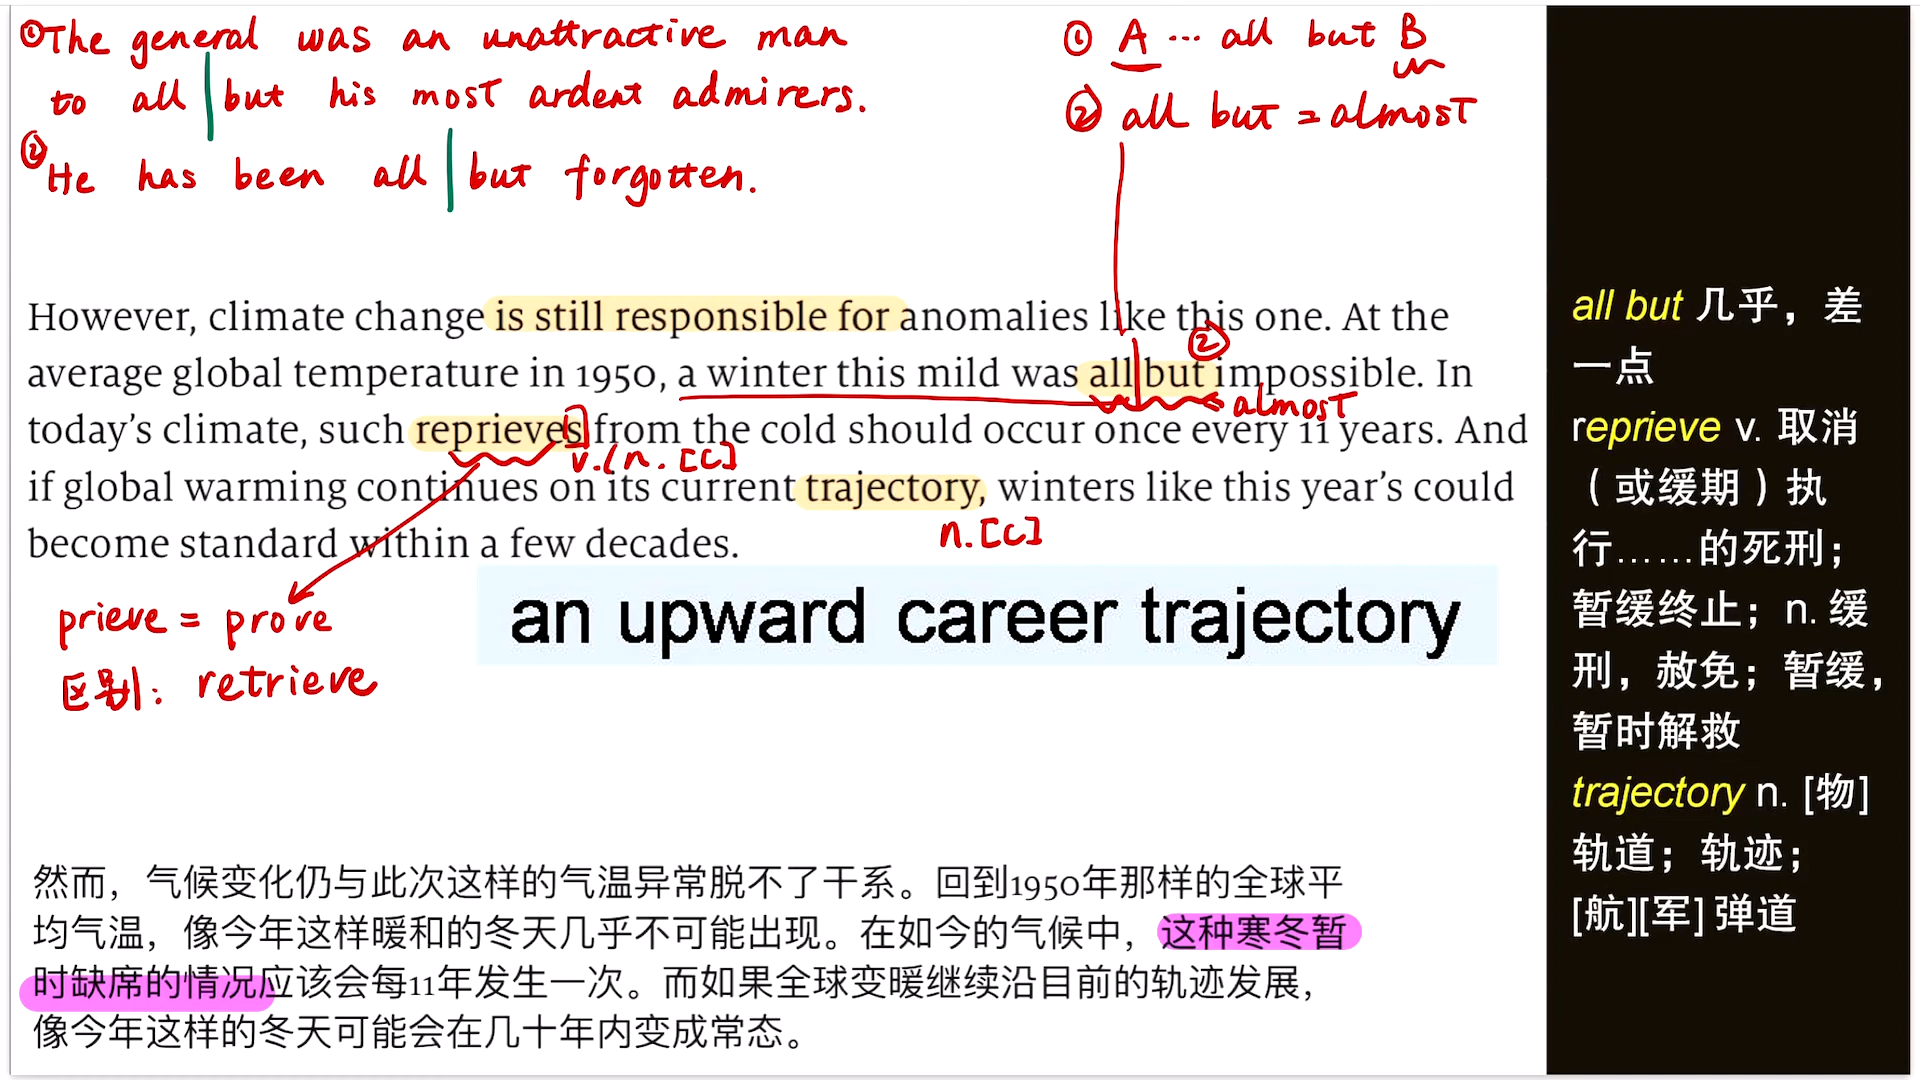 ①The general was an unattractive man
to all but his most ardent admirers.
②He has been all but forgotten.
① A ... all but B
② all but = almost
However, climate change is still responsible for anomalies like this one. At the
average global temperature in 1950, a winter this mild was all but impossible. In
②
almost
today's climate, such reprieves from the cold should occur once every 11 years. And
v./n. [C]
if global warming continues on its current trajectory, winters like this year's could
n. [C]
become standard within a few decades.
prieve = prove
区别: retrieve
an upward career trajectory
然而，气候变化仍与此次这样的气温异常脱不了干系。回到1950年那样的全球平
均气温，像今年这样暖和的冬天几乎不可能出现。在如今的气候中，这种寒冬暂
时缺席的情况应该会每11年发生一次。而如果全球变暖继续沿目前的轨迹发展，
像今年这样的冬天可能会在几十年内变成常态。
all but 几乎，差
一点
reprieve v. 取消
（或缓期）执
行……的死刑；
暂缓终止；n. 缓
刑，赦免；暂缓，
暂时解救
trajectory n. [物]
轨道；轨迹；
[航][军] 弹道